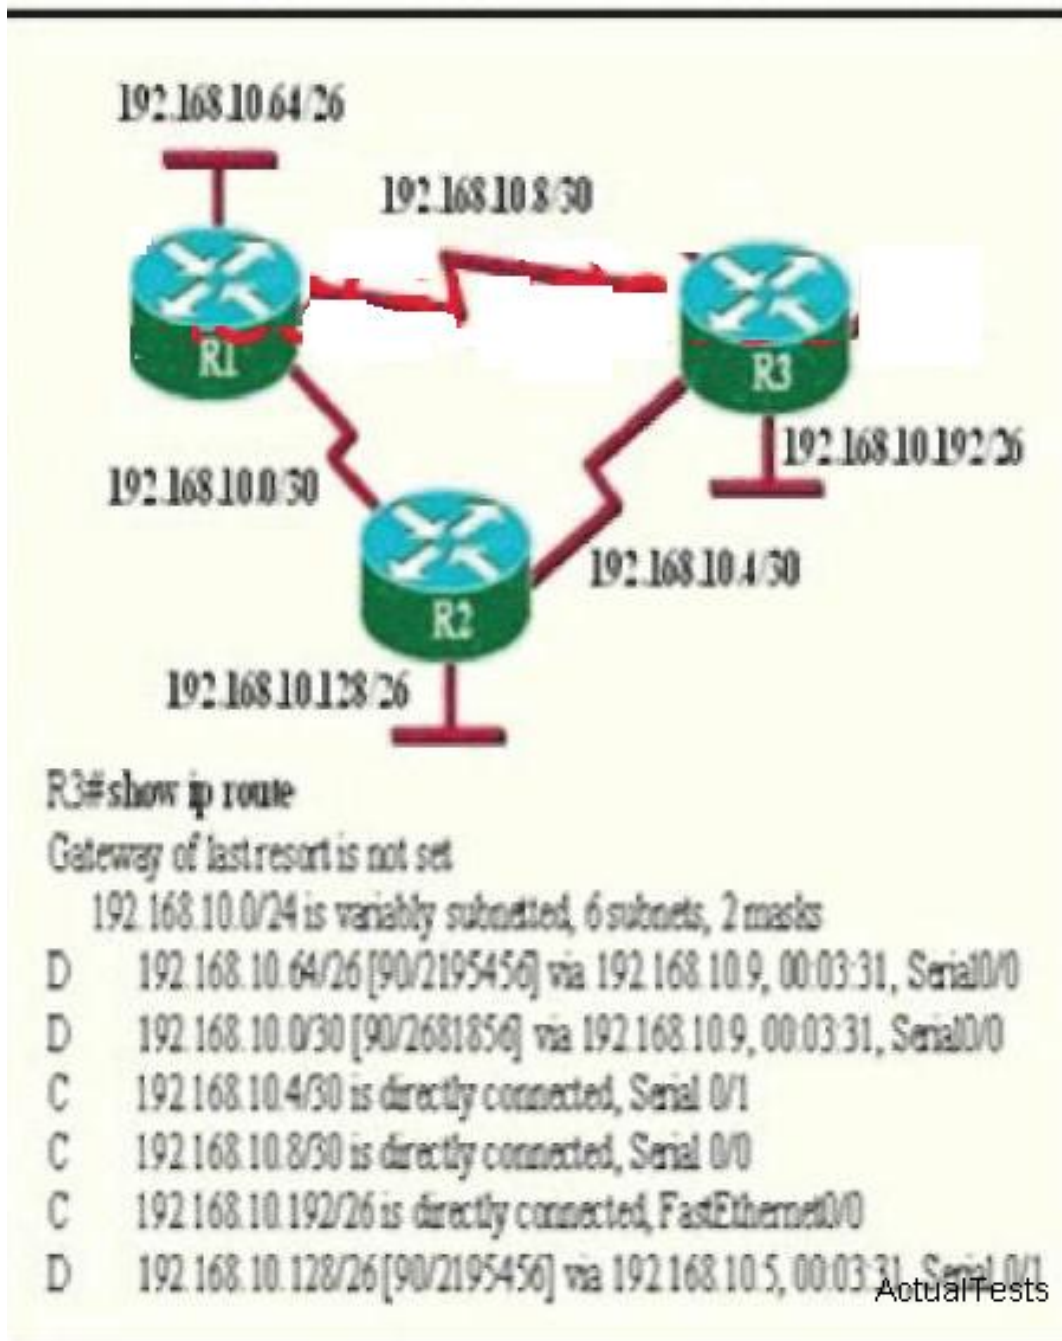 192.168.10.64/26
192.168.10.8/30
R1
R3
192.168.10.192/26
192.168.10.0/30
192.168.10.4/30
R2
192.168.10.128/26
R3#show ip route
Gateway of last resort is not set
192.168.10.0/24 is variably subnetted, 6 subnets, 2 masks
D 192.168.10.64/26 [90/2195456] via 192.168.10.9, 00:03:31, Serial0/0
D 192.168.10.0/30 [90/2681856] via 192.168.10.9, 00:03:31, Serial0/0
C 192.168.10.4/30 is directly connected, Serial 0/1
C 192.168.10.8/30 is directly connected, Serial 0/0
C 192.168.10.192/26 is directly connected, FastEthernet0/0
D 192.168.10.128/26 [90/2195456] via 192.168.10.5, 00:03:31, Serial 0/1
ActualTests